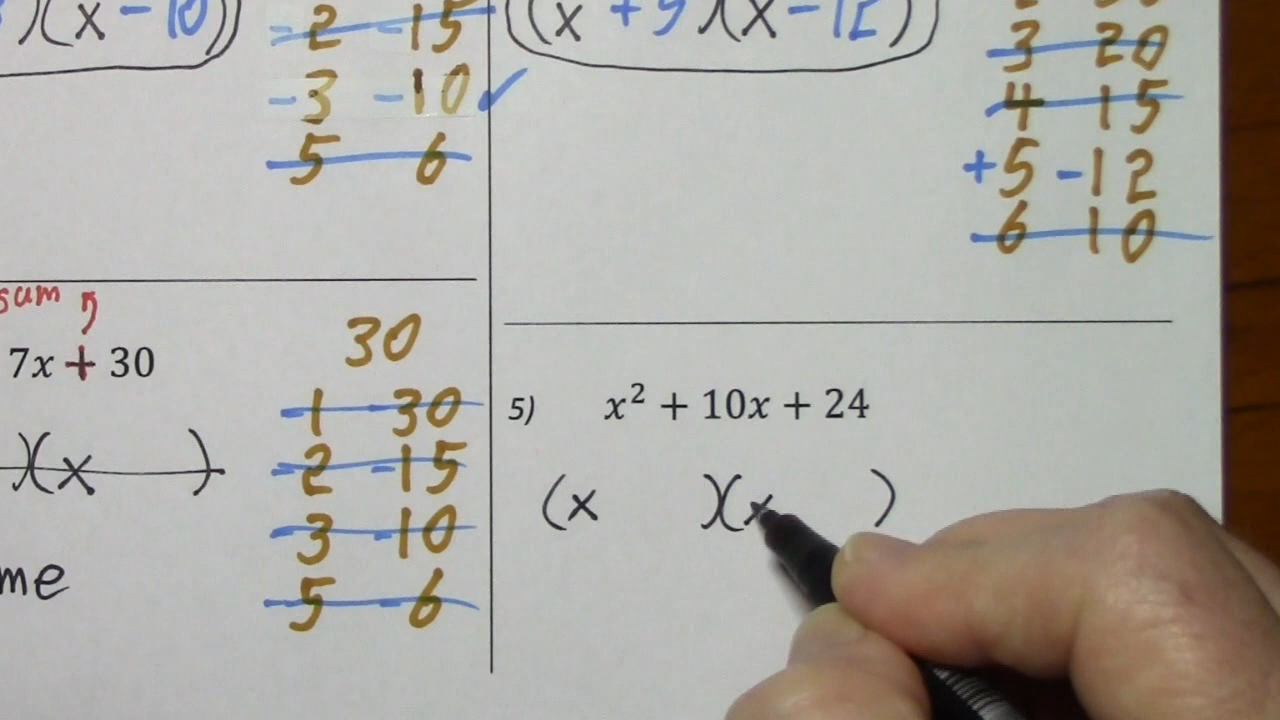 )(x - 10)
- 2 - 15
- 3 - 10 ✓
5 6
(x + 5)(x - 12)
3 20
4 15
+ 5 - 12
6 10
sum
7x + 30
30
- 1 - 30
- 2 - 15
- 3 - 10
- 5 - 6
)(x )
me
5) x² + 10x + 24
(x )(x )